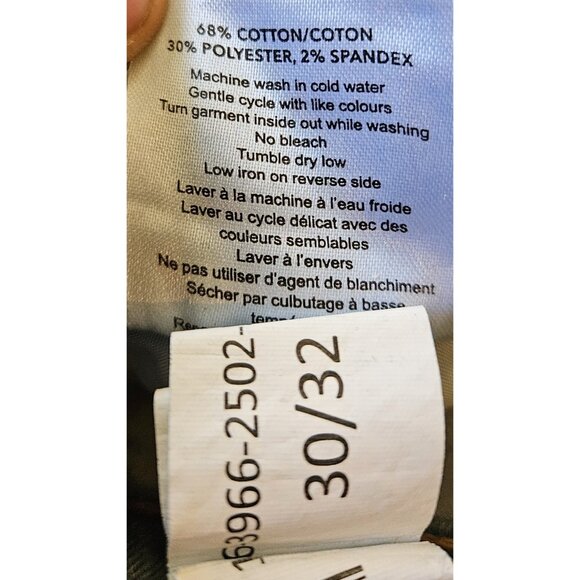 68% COTTON/COTON
30% POLYESTER, 2% SPANDEX
Machine wash in cold water
Gentle cycle with like colours
Turn garment inside out while washing
No bleach
Tumble dry low
Low iron on reverse side
Laver à la machine à l'eau froide
Laver au cycle délicat avec des
couleurs semblables
Laver à l'envers
Ne pas utiliser d'agent de blanchiment
Sécher par culbutage à basse
30/32